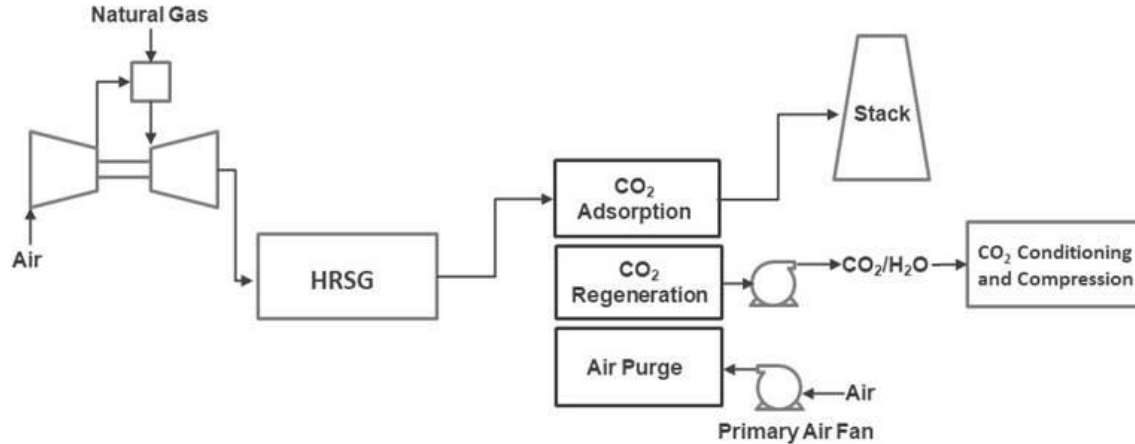 Natural Gas
Air
HRSG
CO₂
Adsorption
Stack
CO₂
Regeneration
CO₂/H₂O
CO₂ Conditioning
and Compression
Air Purge
Air
Primary Air Fan